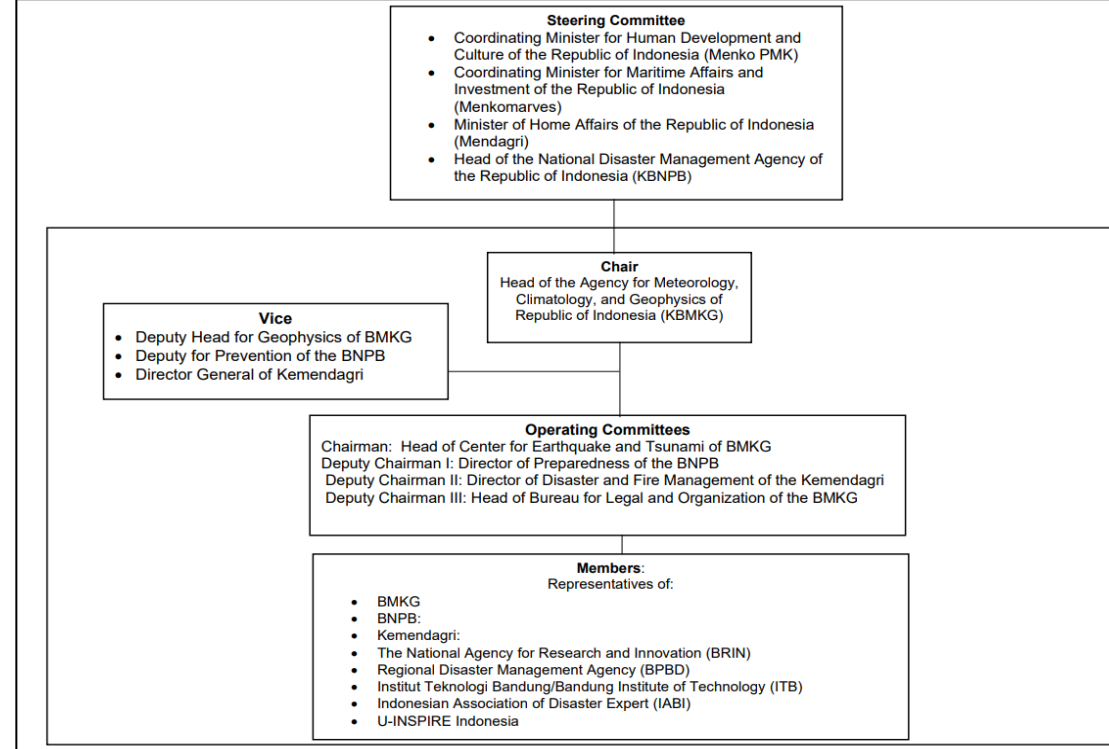 Steering Committee
• Coordinating Minister for Human Development and
Culture of the Republic of Indonesia (Menko PMK)
• Coordinating Minister for Maritime Affairs and
Investment of the Republic of Indonesia
(Menkomarves)
• Minister of Home Affairs of the Republic of Indonesia
(Mendagri)
• Head of the National Disaster Management Agency of
the Republic of Indonesia (KBNPB)
Chair
Head of the Agency for Meteorology,
Climatology, and Geophysics of
Republic of Indonesia (KBMKG)
Vice
• Deputy Head for Geophysics of BMKG
• Deputy for Prevention of the BNPB
• Director General of Kemendagri
Operating Committees
Chairman: Head of Center for Earthquake and Tsunami of BMKG
Deputy Chairman I: Director of Preparedness of the BNPB
Deputy Chairman II: Director of Disaster and Fire Management of the Kemendagri
Deputy Chairman III: Head of Bureau for Legal and Organization of the BMKG
Members:
Representatives of:
• BMKG
• BNPB:
• Kemendagri:
• The National Agency for Research and Innovation (BRIN)
• Regional Disaster Management Agency (BPBD)
• Institut Teknologi Bandung/Bandung Institute of Technology (ITB)
• Indonesian Association of Disaster Expert (IABI)
• U-INSPIRE Indonesia